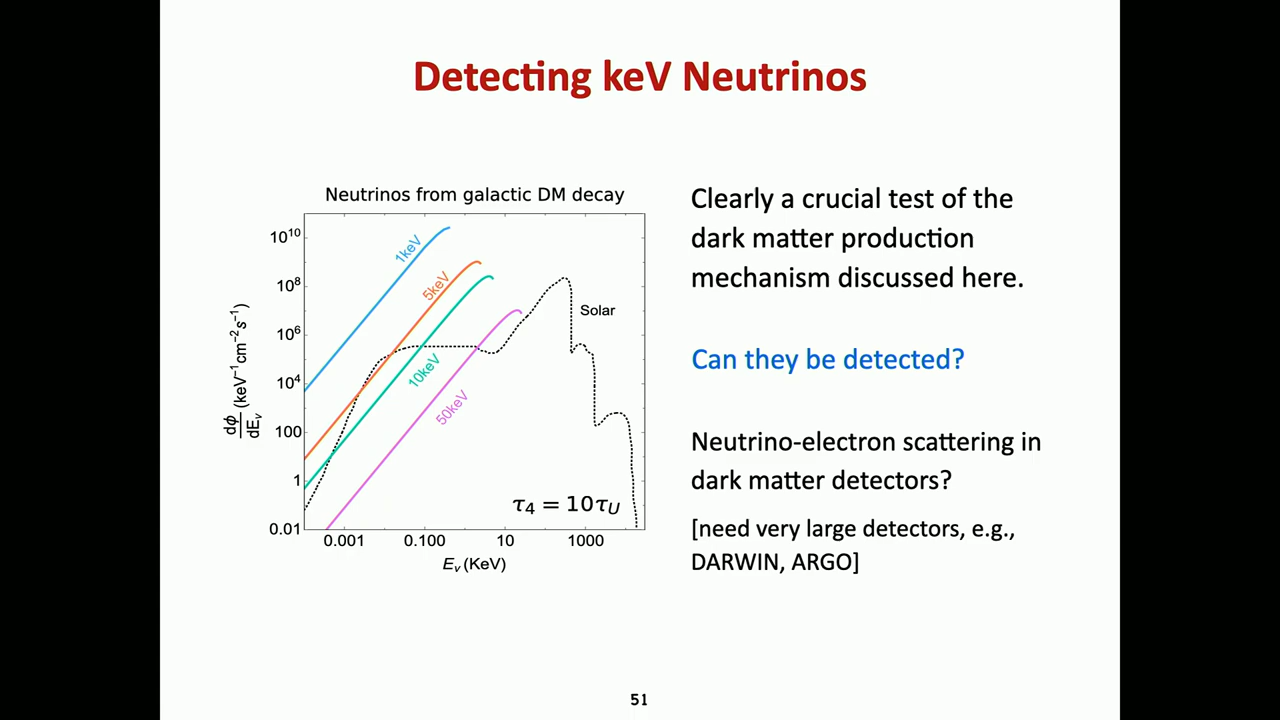 Detecting keV Neutrinos
Neutrinos from galactic DM decay
10^10
10^8
10^6
10^4
100
1
0.01
dϕ/dE_ν (keV⁻¹cm⁻²s⁻¹)
1keV
5keV
10keV
50keV
Solar
τ₄ = 10τ_U
0.001 0.100 10 1000
E_ν (KeV)
Clearly a crucial test of the
dark matter production
mechanism discussed here.
Can they be detected?
Neutrino-electron scattering in
dark matter detectors?
[need very large detectors, e.g.,
DARWIN, ARGO]
51